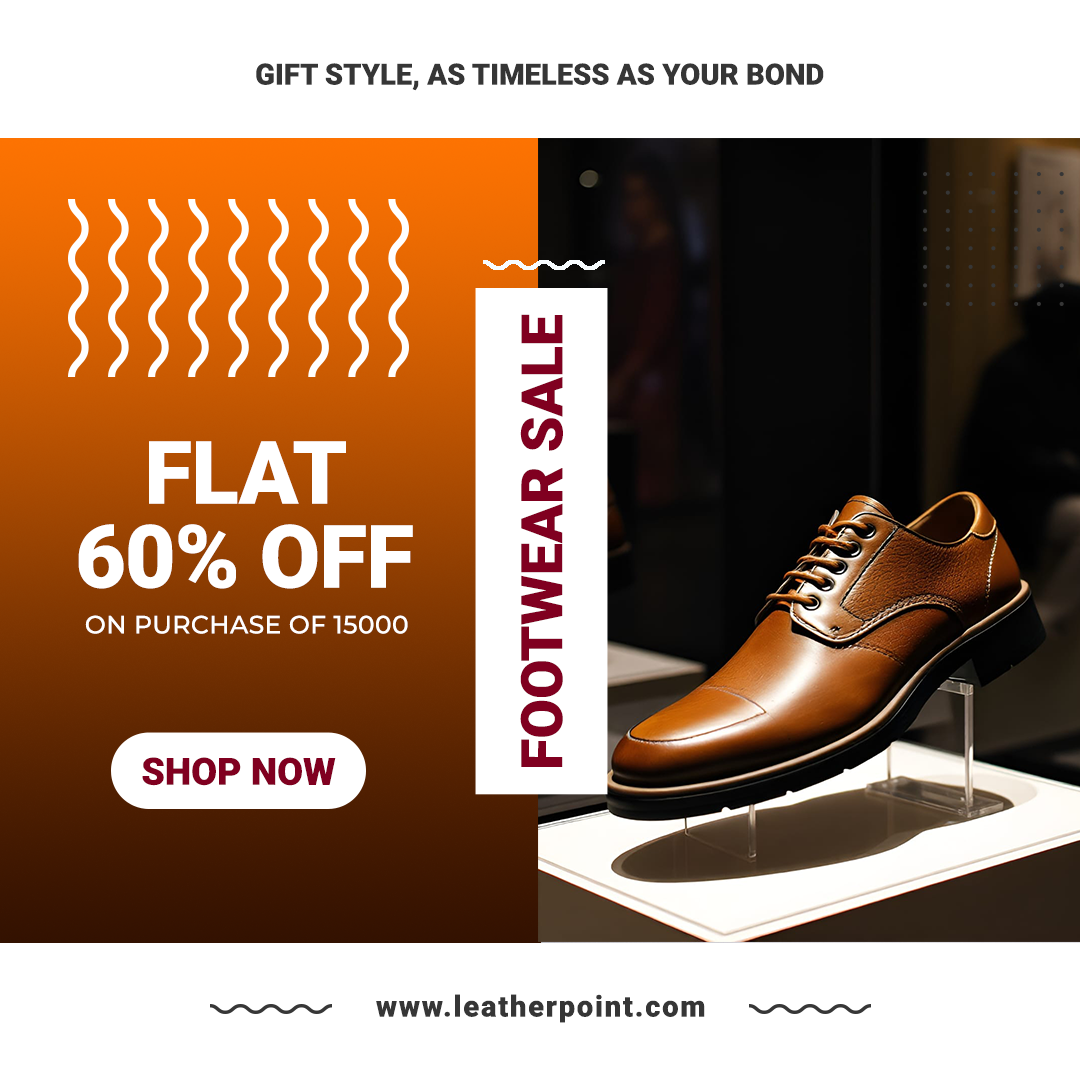 GIFT STYLE, AS TIMELESS AS YOUR BOND
FLAT
60% OFF
ON PURCHASE OF 15000
SHOP NOW
FOOTWEAR SALE
www.leatherpoint.com